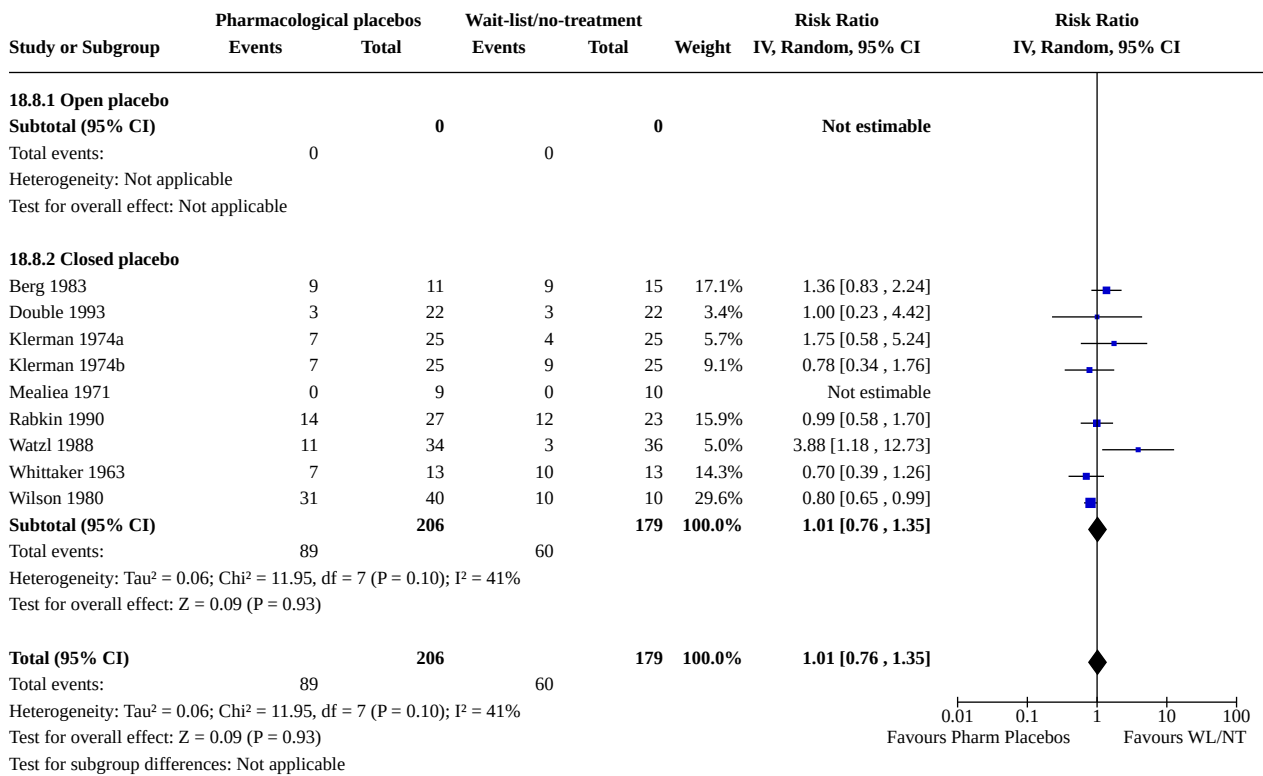 Pharmacological placebos Wait-list/no-treatment Risk Ratio Risk Ratio
Study or Subgroup Events Total Events Total Weight IV, Random, 95% CI IV, Random, 95% CI
18.8.1 Open placebo
Subtotal (95% CI) 0 0 Not estimable
Total events: 0 0
Heterogeneity: Not applicable
Test for overall effect: Not applicable
18.8.2 Closed placebo
Berg 1983 9 11 9 15 17.1% 1.36 [0.83 , 2.24]
Double 1993 3 22 3 22 3.4% 1.00 [0.23 , 4.42]
Klerman 1974a 7 25 4 25 5.7% 1.75 [0.58 , 5.24]
Klerman 1974b 7 25 9 25 9.1% 0.78 [0.34 , 1.76]
Mealiea 1971 0 9 0 10 Not estimable
Rabkin 1990 14 27 12 23 15.9% 0.99 [0.58 , 1.70]
Watzl 1988 11 34 3 36 5.0% 3.88 [1.18 , 12.73]
Whittaker 1963 7 13 10 13 14.3% 0.70 [0.39 , 1.26]
Wilson 1980 31 40 10 10 29.6% 0.80 [0.65 , 0.99]
Subtotal (95% CI) 206 179 100.0% 1.01 [0.76 , 1.35]
Total events: 89 60
Heterogeneity: Tau² = 0.06; Chi² = 11.95, df = 7 (P = 0.10); I² = 41%
Test for overall effect: Z = 0.09 (P = 0.93)
Total (95% CI) 206 179 100.0% 1.01 [0.76 , 1.35]
Total events: 89 60
Heterogeneity: Tau² = 0.06; Chi² = 11.95, df = 7 (P = 0.10); I² = 41%
0.01 0.1 1 10 100
Test for overall effect: Z = 0.09 (P = 0.93) Favours Pharm Placebos Favours WL/NT
Test for subgroup differences: Not applicable